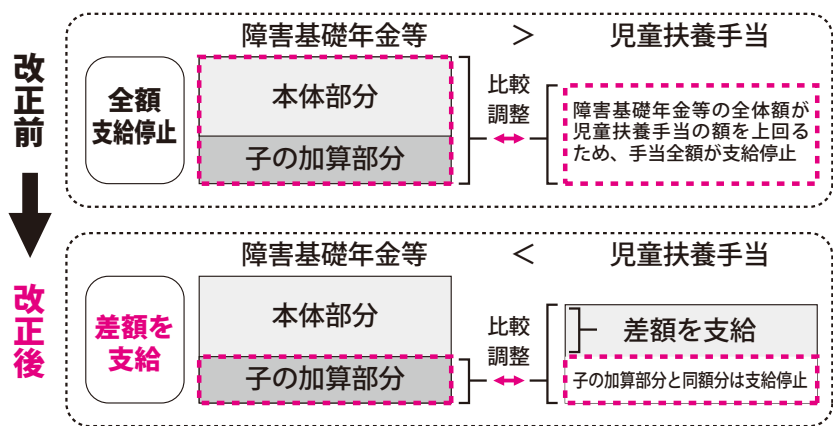 改正前
障害基礎年金等 > 児童扶養手当
全額
支給停止
本体部分
子の加算部分
比較
調整
障害基礎年金等の全体額が
児童扶養手当の額を上回る
ため、手当全額が支給停止
改正後
障害基礎年金等 < 児童扶養手当
差額を
支給
本体部分
子の加算部分
比較
調整
差額を支給
子の加算部分と同額分は支給停止